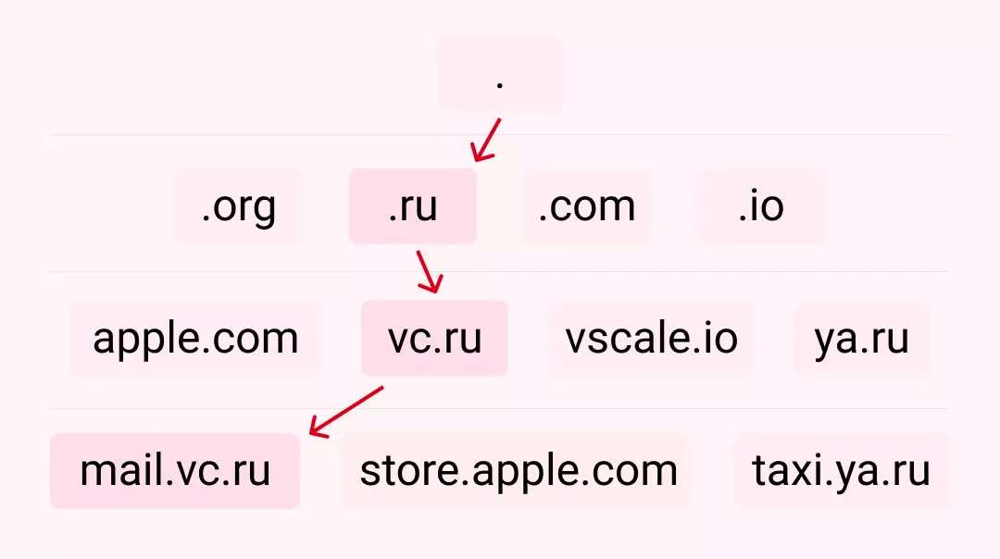 .
.org .ru .com .io
apple.com vc.ru vscale.io ya.ru
mail.vc.ru store.apple.com taxi.ya.ru